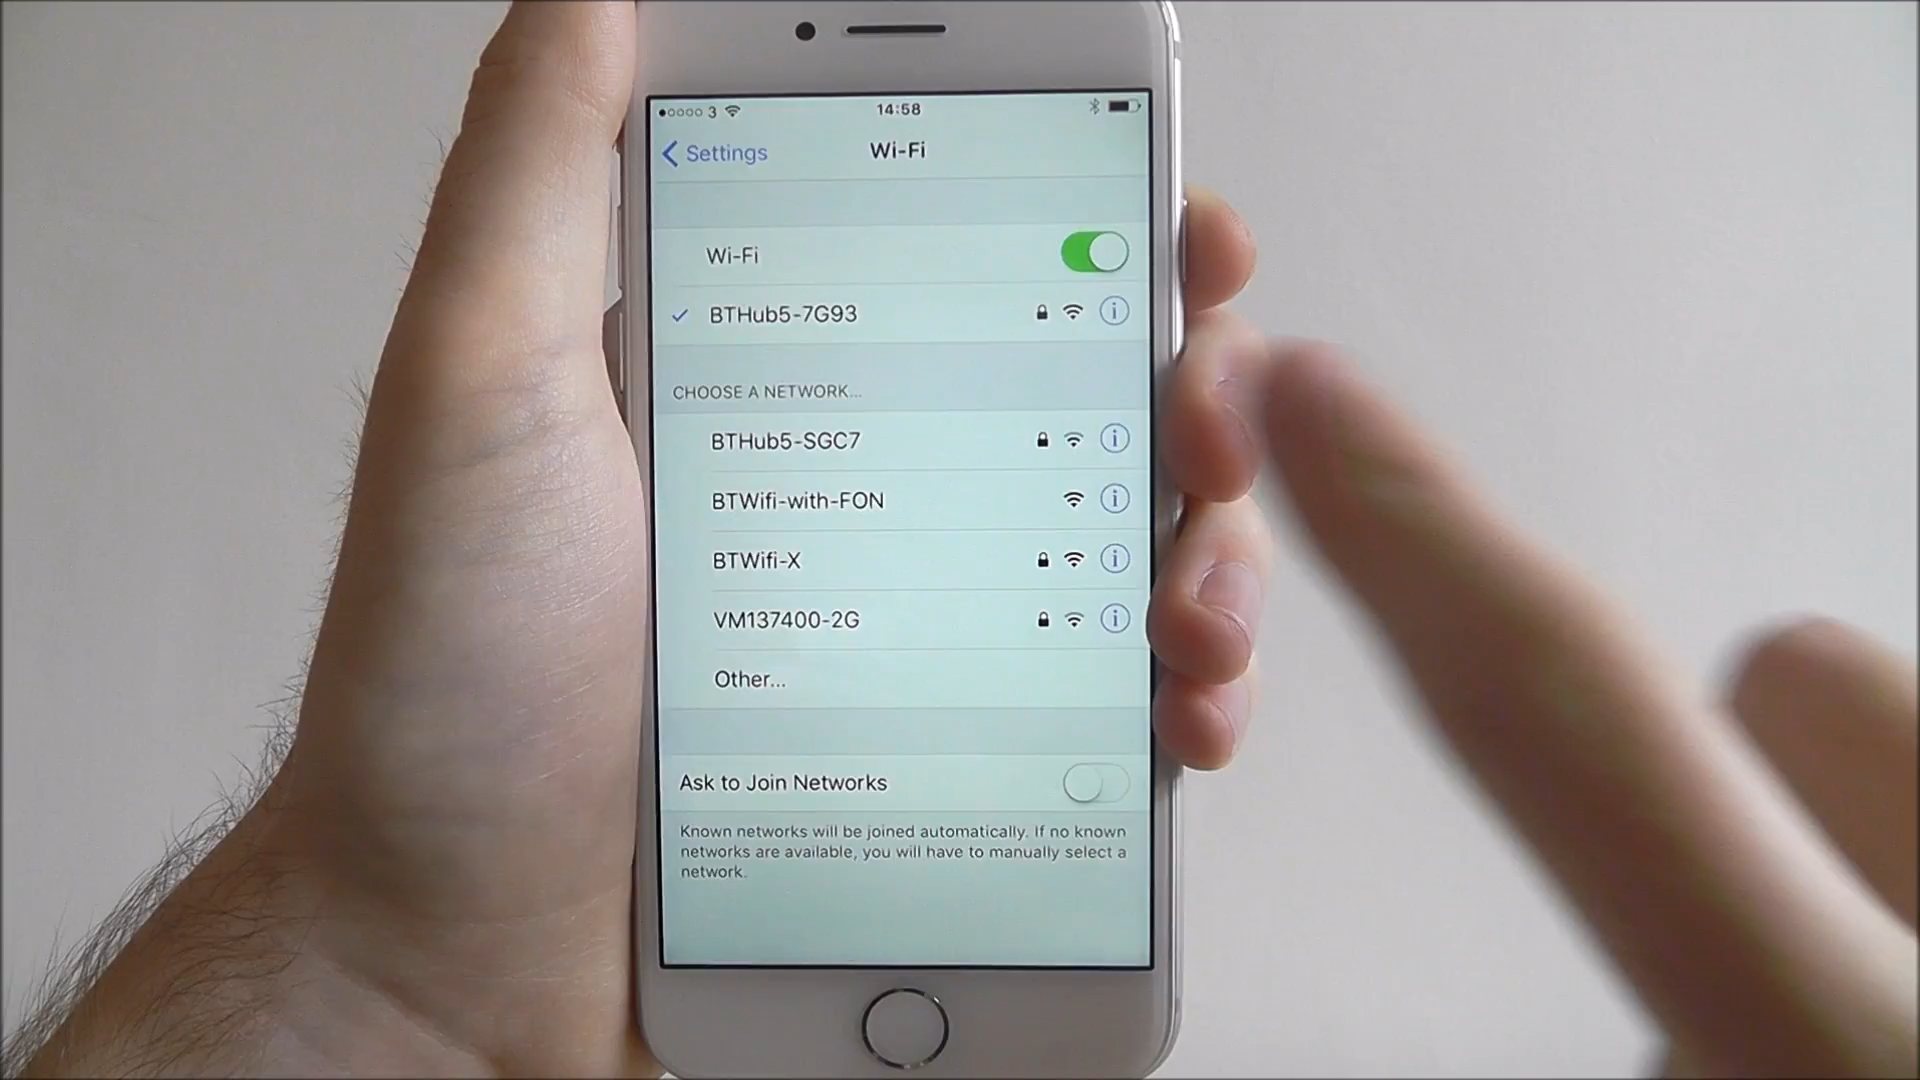 3 14:58
Settings Wi-Fi
Wi-Fi
BTHub5-7G93
CHOOSE A NETWORK...
BTHub5-SGC7
BTWifi-with-FON
BTWifi-X
VM137400-2G
Other...
Ask to Join Networks
Known networks will be joined automatically. If no known
networks are available, you will have to manually select a
network.